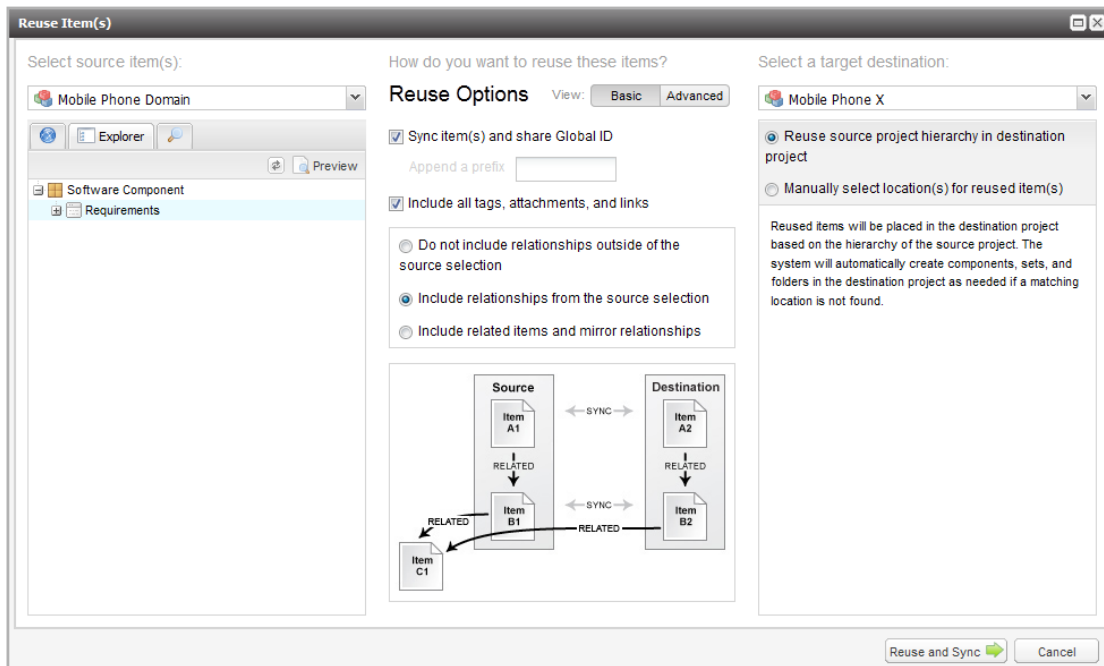 Reuse Item(s)
Select source item(s):
Mobile Phone Domain
Explorer
Preview
Software Component
Requirements
How do you want to reuse these items?
Reuse Options View: Basic Advanced
Sync item(s) and share Global ID
Append a prefix
Include all tags, attachments, and links
Do not include relationships outside of the
source selection
Include relationships from the source selection
Include related items and mirror relationships
Source
Destination
Item
A1
SYNC
Item
A2
RELATED
RELATED
Item
B1
SYNC
Item
B2
RELATED
RELATED
Item
C1
Select a target destination:
Mobile Phone X
Reuse source project hierarchy in destination
project
Manually select location(s) for reused item(s)
Reused items will be placed in the destination project
based on the hierarchy of the source project. The
system will automatically create components, sets, and
folders in the destination project as needed if a matching
location is not found.
Reuse and Sync
Cancel